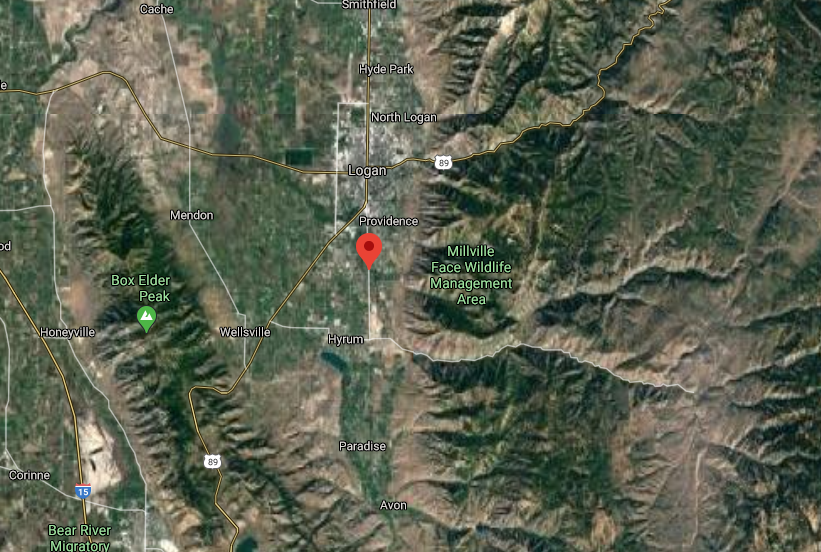 Smithfield
Cache
Hyde Park
North Logan
89
Logan
Mendon
Providence
Millville
Face Wildlife
Management
Area
Box Elder
Peak
Honeyville
Wellsville
Hyrum
Paradise
89
Corinne
15
Avon
Bear River
Migratory